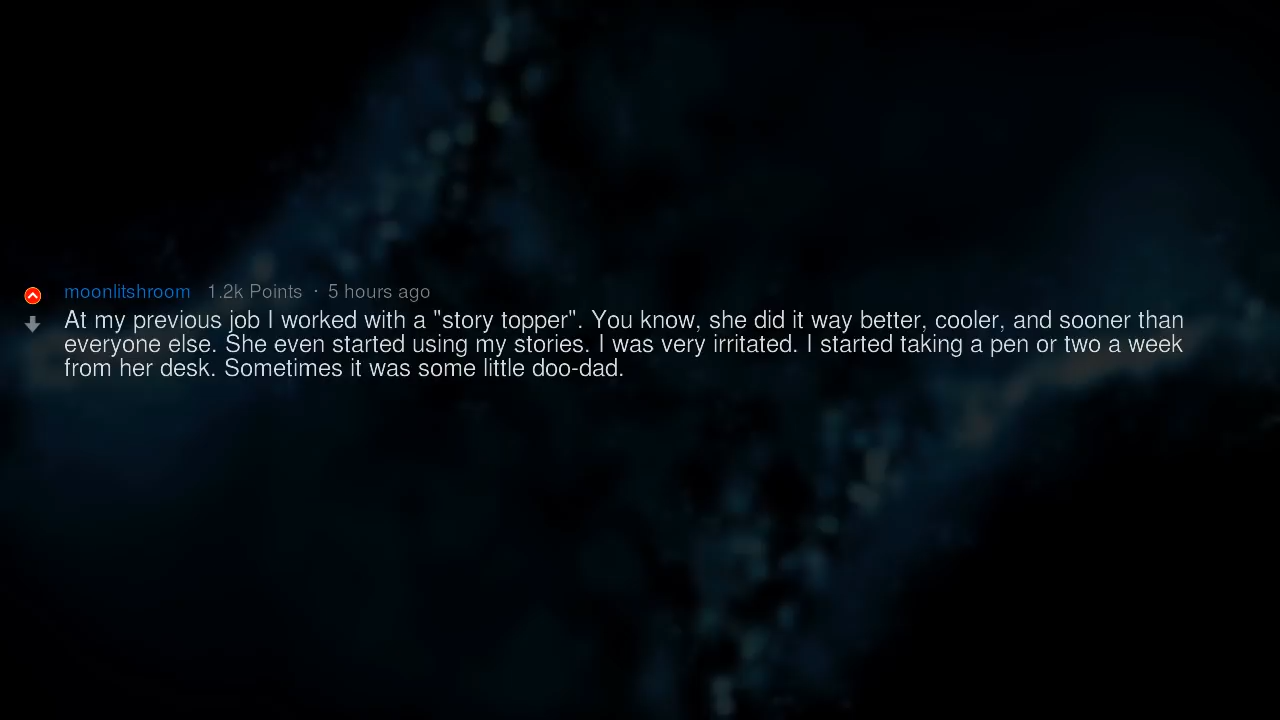 moonlitshroom 1.2k Points · 5 hours ago
At my previous job I worked with a "story topper". You know, she did it way better, cooler, and sooner than
everyone else. She even started using my stories. I was very irritated. I started taking a pen or two a week
from her desk. Sometimes it was some little doo-dad.